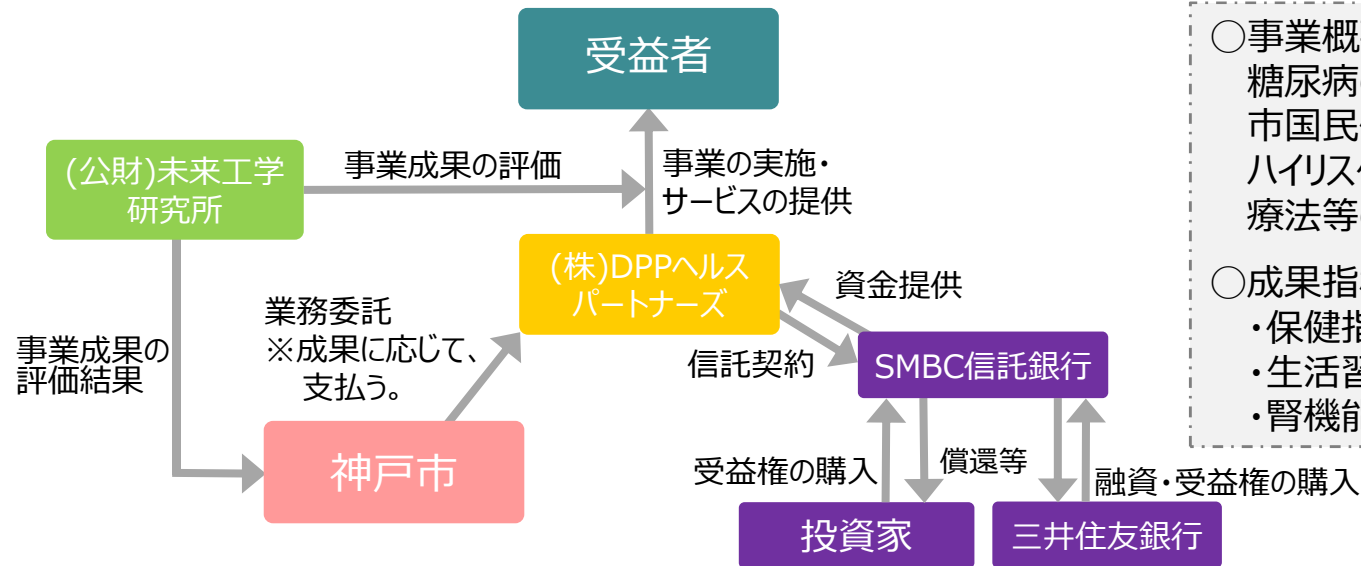 受益者
(公財)未来工学
研究所
事業成果の評価
事業の実施・
サービスの提供
(株)DPPヘルス
パートナーズ
資金提供
業務委託
※成果に応じて、
支払う。
事業成果の
評価結果
信託契約
SMBC信託銀行
神戸市
受益権の購入
償還等
融資・受益権の購入
投資家
三井住友銀行
○事業概
糖尿病
市国民
ハイリスク
療法等
○成果指
・保健指
・生活習
・腎機能